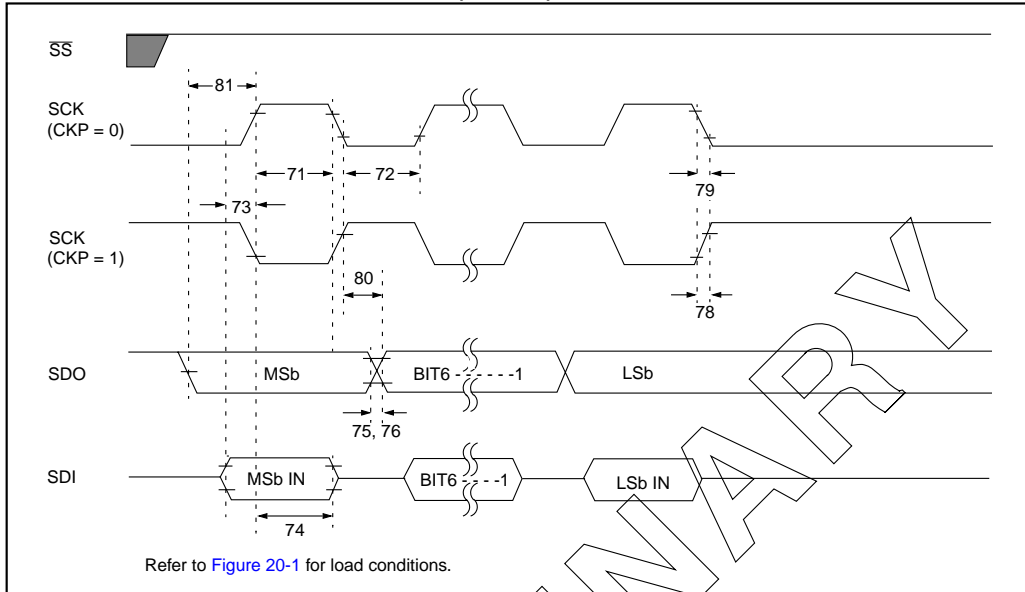 SS
81
SCK
(CKP = 0)
71
72
79
73
SCK
(CKP = 1)
80
78
SDO
MSb
BIT6 - - - - - -1
LSb
75, 76
SDI
MSb IN
BIT6 - - - -1
LSb IN
74
Refer to Figure 20-1 for load conditions.
INARY